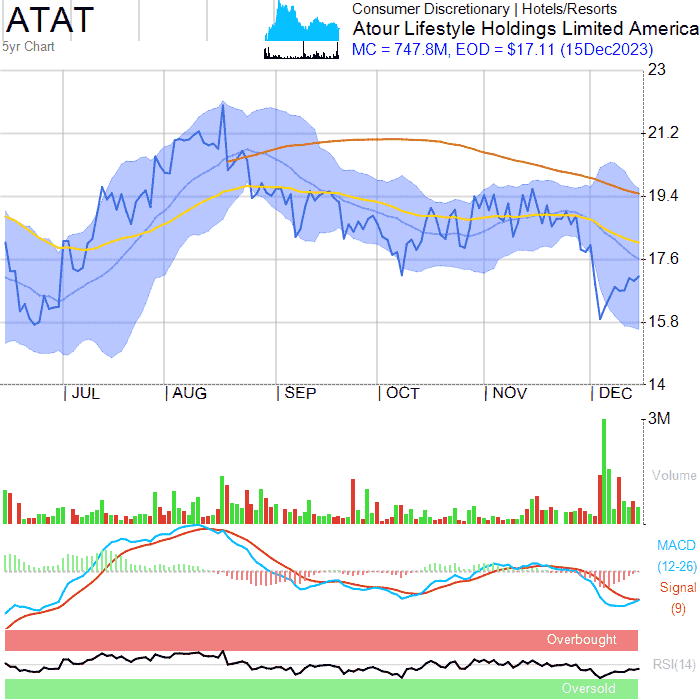 ATAT
5yr Chart
Consumer Discretionary | Hotels/Resorts
Atour Lifestyle Holdings Limited America
MC = 747.8M, EOD = $17.11 (15Dec2023)
23
21.2
19.4
17.6
15.8
14
JUL AUG SEP OCT NOV DEC
3M
Volume
MACD
(12-26)
Signal
(9)
Overbought
RSI(14)
Oversold